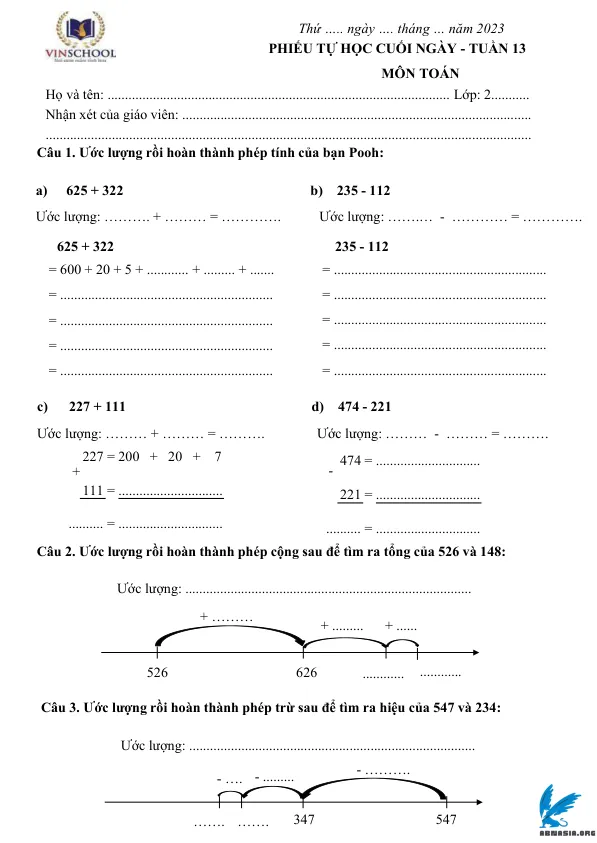 Thứ ..... ngày .... tháng ... năm 2023
VINSCHOOL
PHIẾU TỰ HỌC CUỐI NGÀY - TUẦN 13
MÔN TOÁN
Họ và tên: .................................................................................................. Lớp: 2...........
Nhận xét của giáo viên: ....................................................................................................
...........................................................................................................................................
Câu 1. Ước lượng rồi hoàn thành phép tính của bạn Pooh:
a) 625 + 322 b) 235 - 112
Ước lượng: ………. + ……… = …………. Ước lượng: ………. - ………… = ………….
625 + 322 235 - 112
= 600 + 20 + 5 + ............ + ......... + ....... = .............................................................
= ............................................................. = .............................................................
= ............................................................. = .............................................................
= ............................................................. = .............................................................
= ............................................................. = .............................................................
c) 227 + 111 d) 474 - 221
Ước lượng: ……… + ……… = ………. Ước lượng: ……… - ……… = ……….
227 = 200 + 20 + 7 474 = ..............................
+ -
111 = .............................. 221 = ..............................
.......... = .............................. .......... = ..............................
Câu 2. Ước lượng rồi hoàn thành phép cộng sau để tìm ra tổng của 526 và 148:
Ước lượng: ..................................................................................
+ ……… + ......... + ......
526 626 ............ ............
Câu 3. Ước lượng rồi hoàn thành phép trừ sau để tìm ra hiệu của 547 và 234:
Ước lượng: ..................................................................................
- …. - ......... - ……….
……. ……. 347 547
ABNASIA.ORG